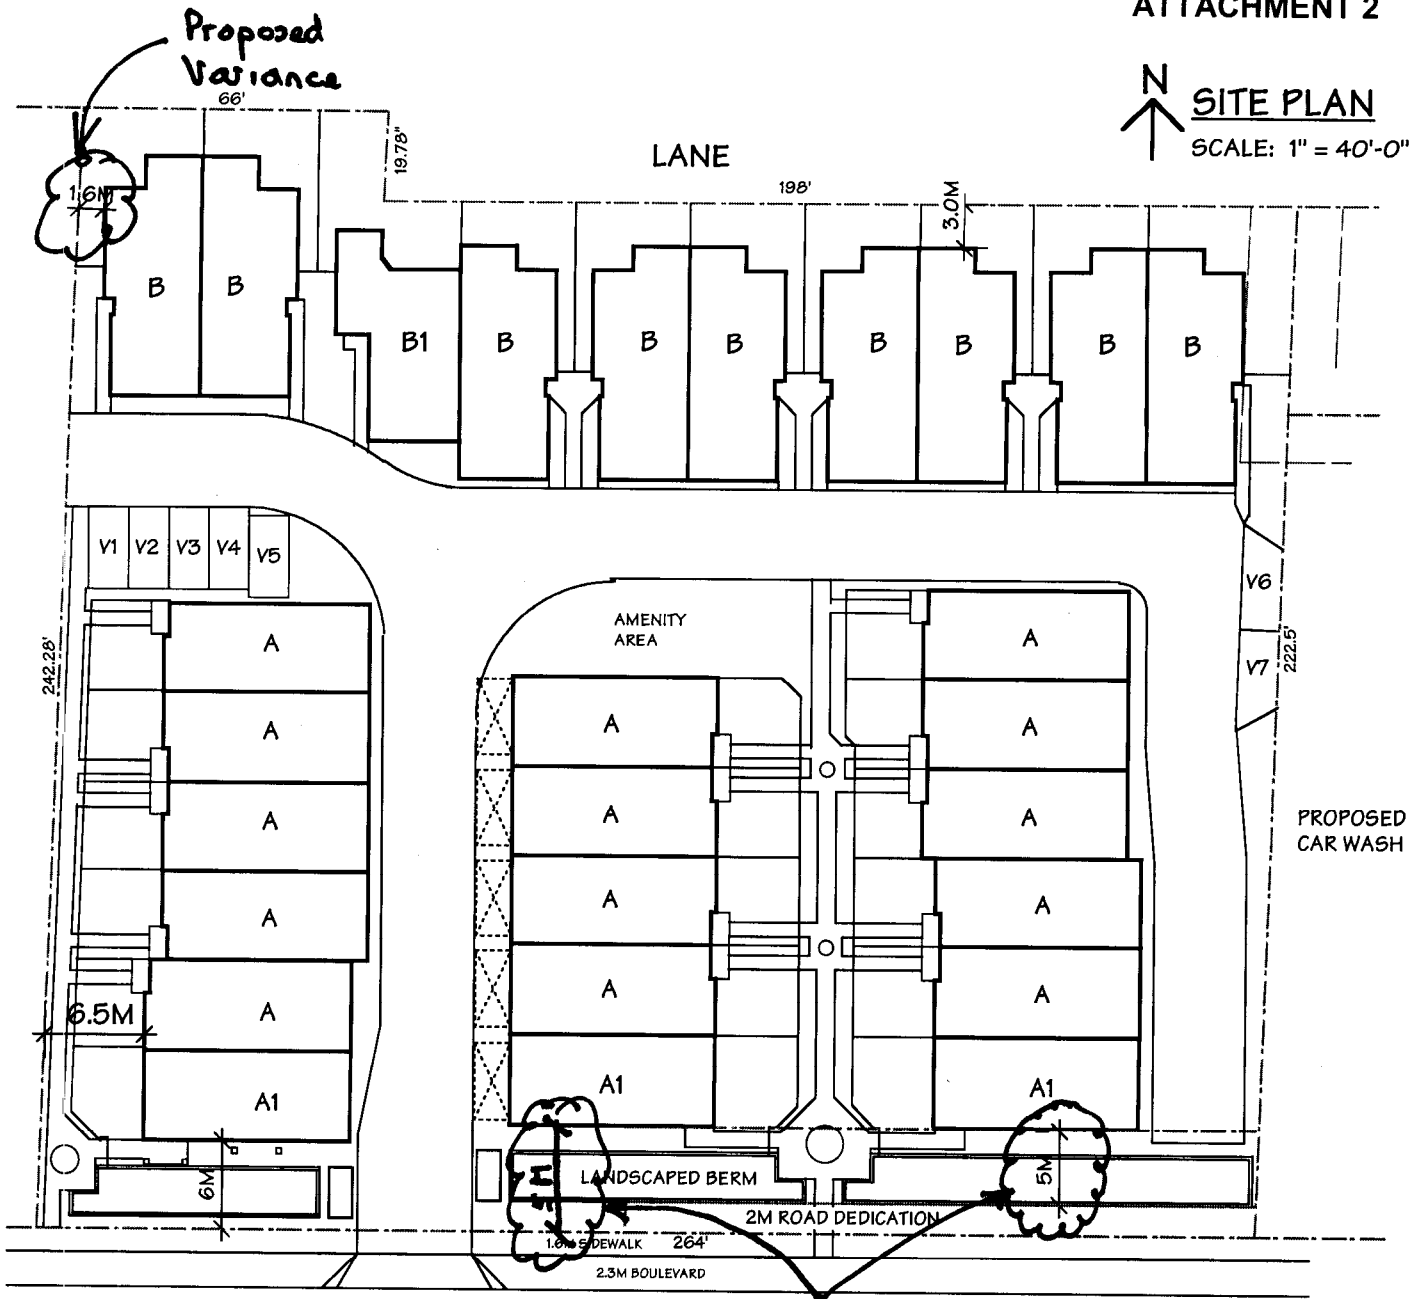 ATTACHMENT 2
Proposed
Variance
N
SITE PLAN
SCALE: 1" = 40'-0"
66'
19.78"
LANE
198'
3.0M
1.6M
B
B
B1
B
B
B
B
B
B
B
V1
V2
V3
V4
V5
V6
V7
242.28'
222.5'
AMENITY
AREA
A
A
A
A
A
A
A
A
A
A
A
A
A
A
PROPOSED
CAR WASH
6.5M
A1
A1
A1
6M
5M
5M
LANDSCAPED BERM
2M ROAD DEDICATION
SIDEWALK
264'
2.3M BOULEVARD